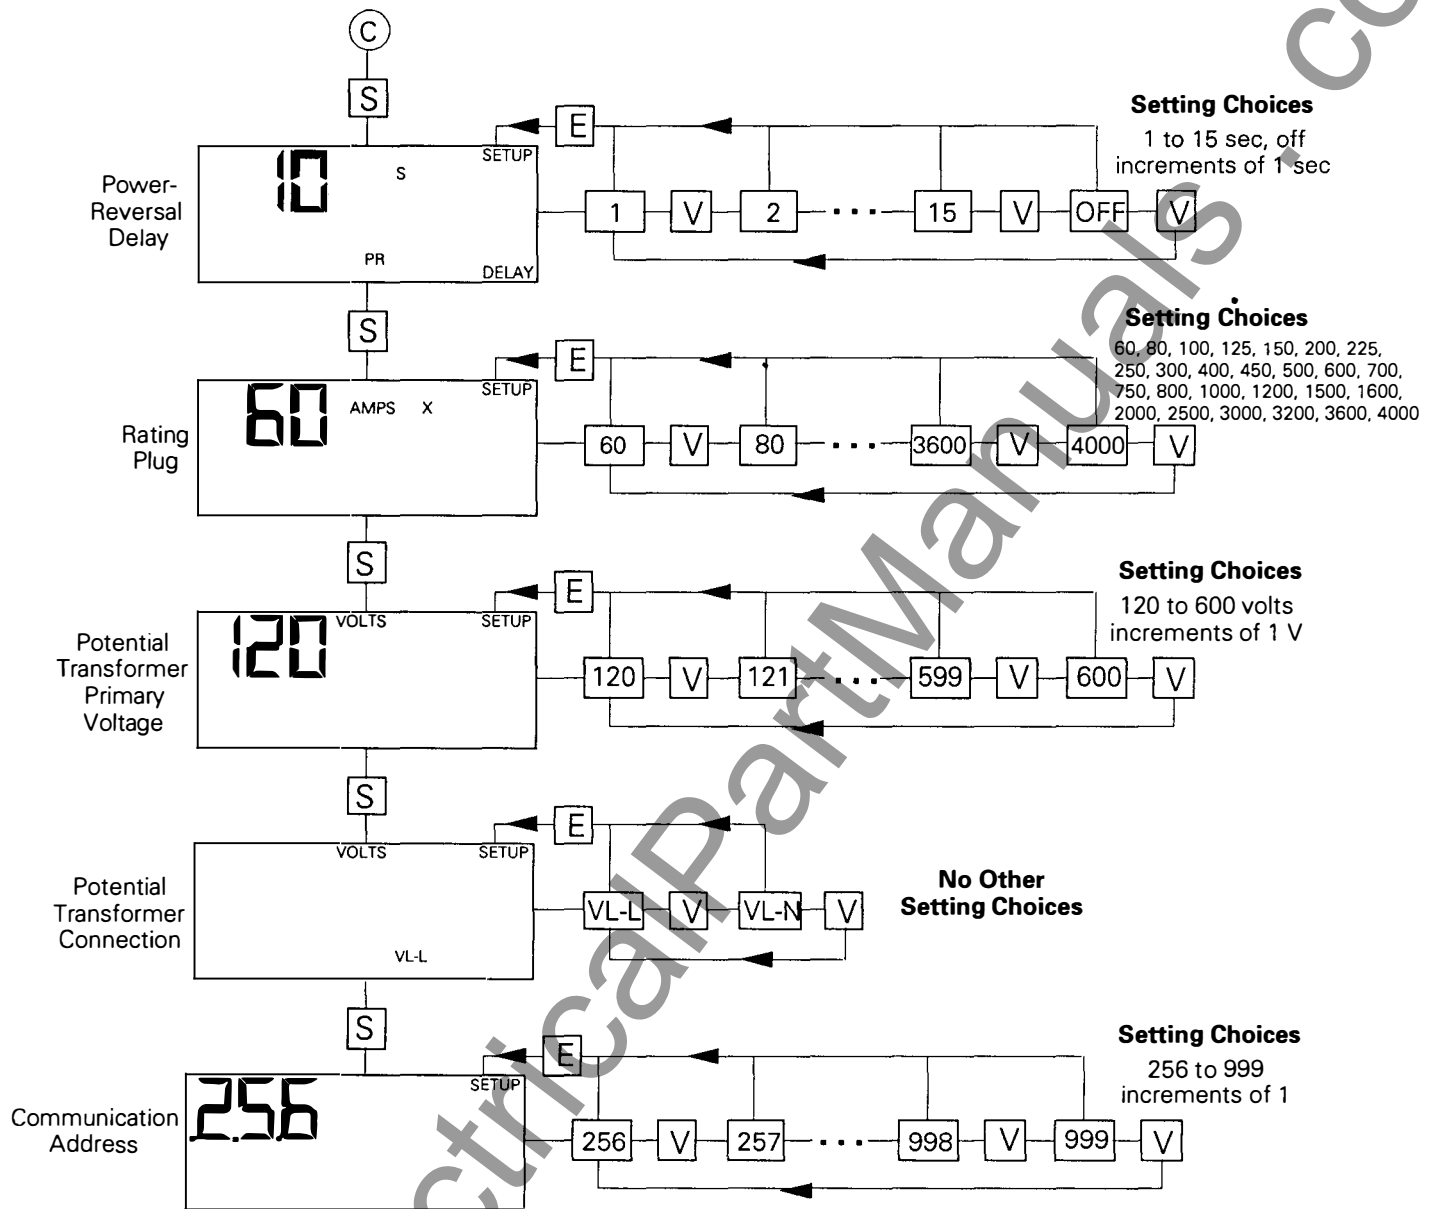 C
S
Power-
Reversal
Delay
10
S
SETUP
PR
DELAY
E
1
V
2
15
V
OFF
V
Setting Choices
1 to 15 sec, off
increments of 1 sec
S
Rating
Plug
60
AMPS X
SETUP
E
60
V
80
3600
V
4000
V
Setting Choices
60, 80, 100, 125, 150, 200, 225,
250, 300, 400, 450, 500, 600, 700,
750, 800, 1000, 1200, 1500, 1600,
2000, 2500, 3000, 3200, 3600, 4000
S
Potential
Transformer
Primary
Voltage
120
VOLTS
SETUP
E
120
V
121
599
V
600
V
Setting Choices
120 to 600 volts
increments of 1 V
S
Potential
Transformer
Connection
VOLTS
SETUP
VL-L
E
VL-L
V
VL-N
V
No Other
Setting Choices
S
Communication
Address
2.5.6
SETUP
E
256
V
257
998
V
999
V
Setting Choices
256 to 999
increments of 1
ctricalPartManuals . co